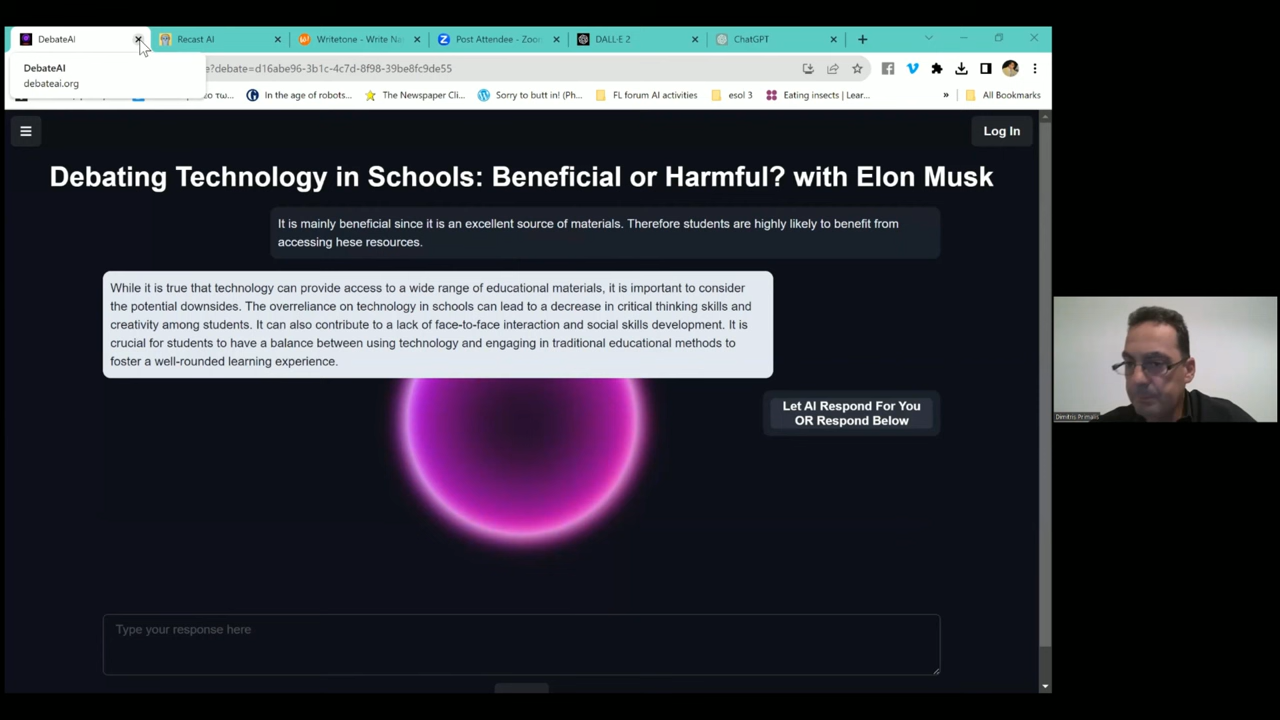 DebateAI
Recast AI
Writetone - Write Na
Post Attendee - Zoo
DALL·E 2
ChatGPT
DebateAI
debateai.org
e?debate=d16abe96-3b1c-4c7d-8f98-39be8fc9de55
In the age of robots...
The Newspaper Cli...
Sorry to butt in! (Ph...
FL forum AI activities
esol 3
Eating insects | Lear...
»
All Bookmarks
Log In
Debating Technology in Schools: Beneficial or Harmful? with Elon Musk
It is mainly beneficial since it is an excellent source of materials. Therefore students are highly likely to benefit from
accessing hese resources.
While it is true that technology can provide access to a wide range of educational materials, it is important to consider
the potential downsides. The overreliance on technology in schools can lead to a decrease in critical thinking skills and
creativity among students. It can also contribute to a lack of face-to-face interaction and social skills development. It is
crucial for students to have a balance between using technology and engaging in traditional educational methods to
foster a well-rounded learning experience.
Let AI Respond For You
OR Respond Below
Dimitris Primalis
Type your response here